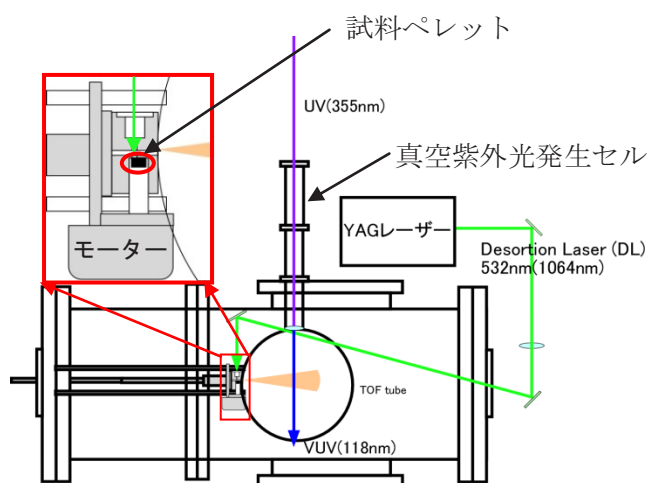 試料ペレット
UV(355nm)
真空紫外光発生セル
YAGレーザー
Desortion Laser (DL)
532nm(1064nm)
モーター
TOF tube
VUV(118nm)